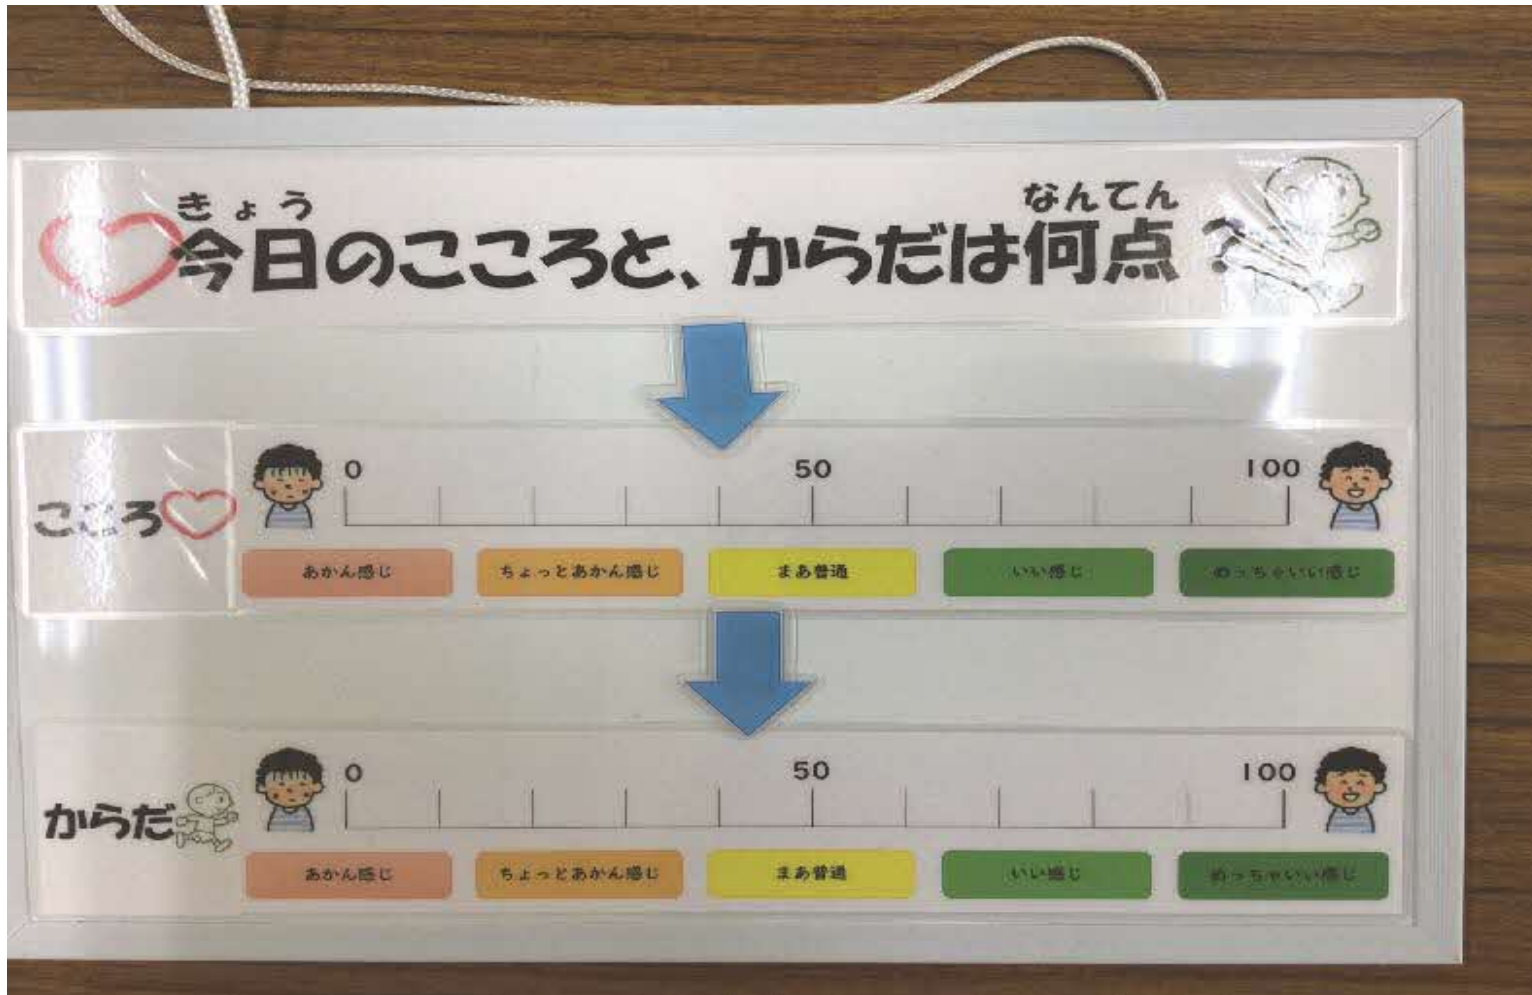 きょう なんてん
今日のこころと、からだは何点?
0 50 100
こころ
あかん感じ ちょっとあかん感じ まあ普通 いい感じ めっちゃいい感じ
0 50 100
からだ
あかん感じ ちょっとあかん感じ まあ普通 いい感じ めっちゃいい感じ